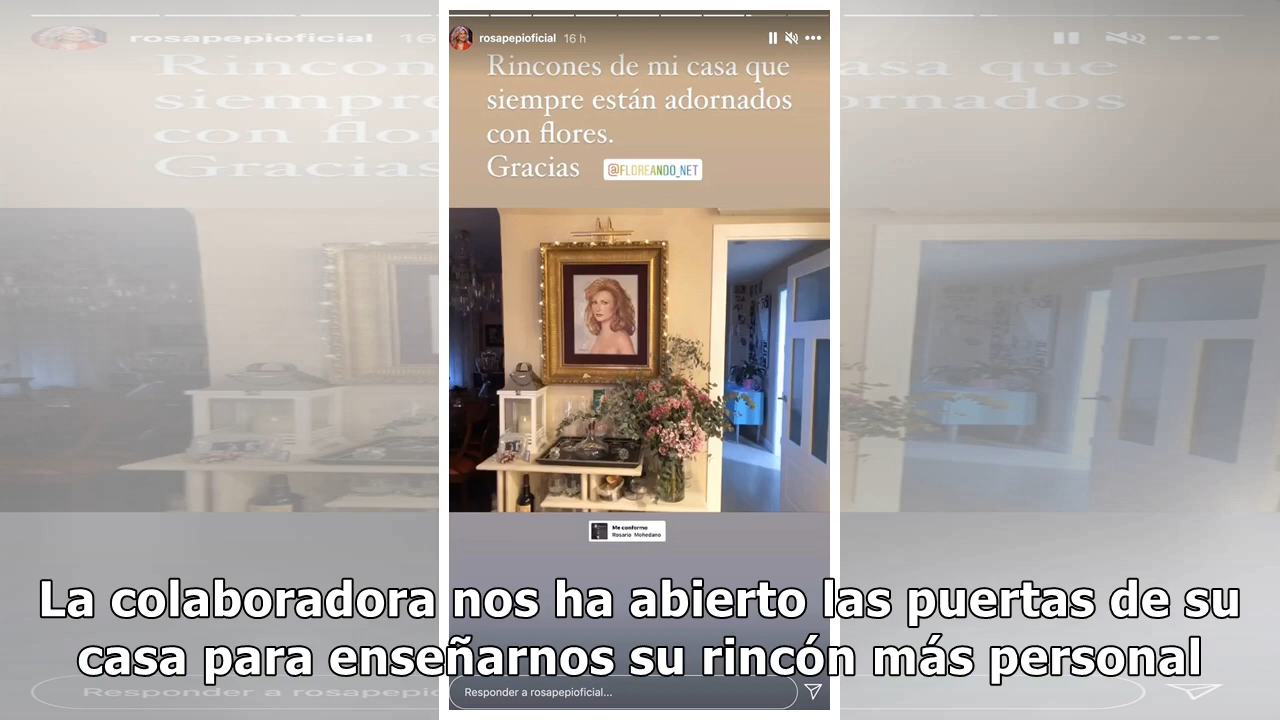 rosapepioficial 16 h
Rincones de mi casa que
siempre están adornados
con flores.
Gracias @FLOREANDO_NET
Me conformo
Rosario Mohedano
La colaboradora nos ha abierto las puertas de su
casa para enseñarnos su rincón más personal
Responder a rosapepioficial...